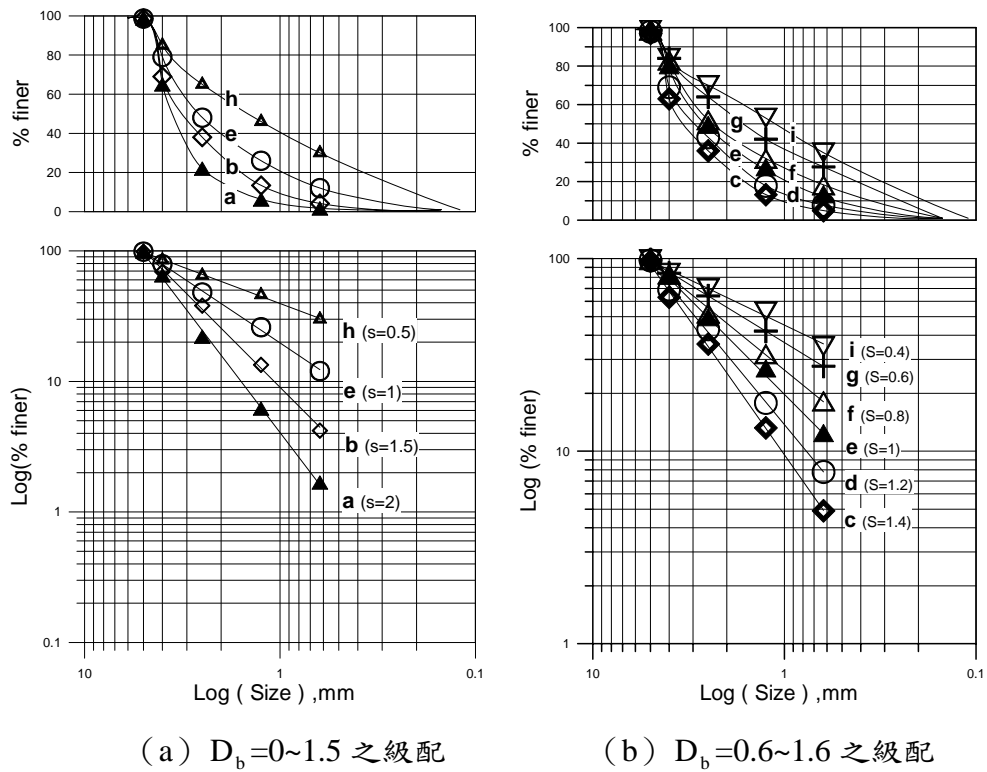 100
80
60
40
20
0
% finer
h
e
b
a
100
10
1
0.1
Log(% finer)
h (s=0.5)
e (s=1)
b (s=1.5)
a (s=2)
10
1
0.1
Log ( Size ) ,mm
（a）D_b=0~1.5 之級配
100
80
60
40
20
0
% finer
g
i
e
f
c
d
100
10
1
Log (% finer)
i (S=0.4)
g (S=0.6)
f (S=0.8)
e (S=1)
d (S=1.2)
c (S=1.4)
10
1
0.1
Log ( Size ) ,mm
（b）D_b=0.6~1.6 之級配